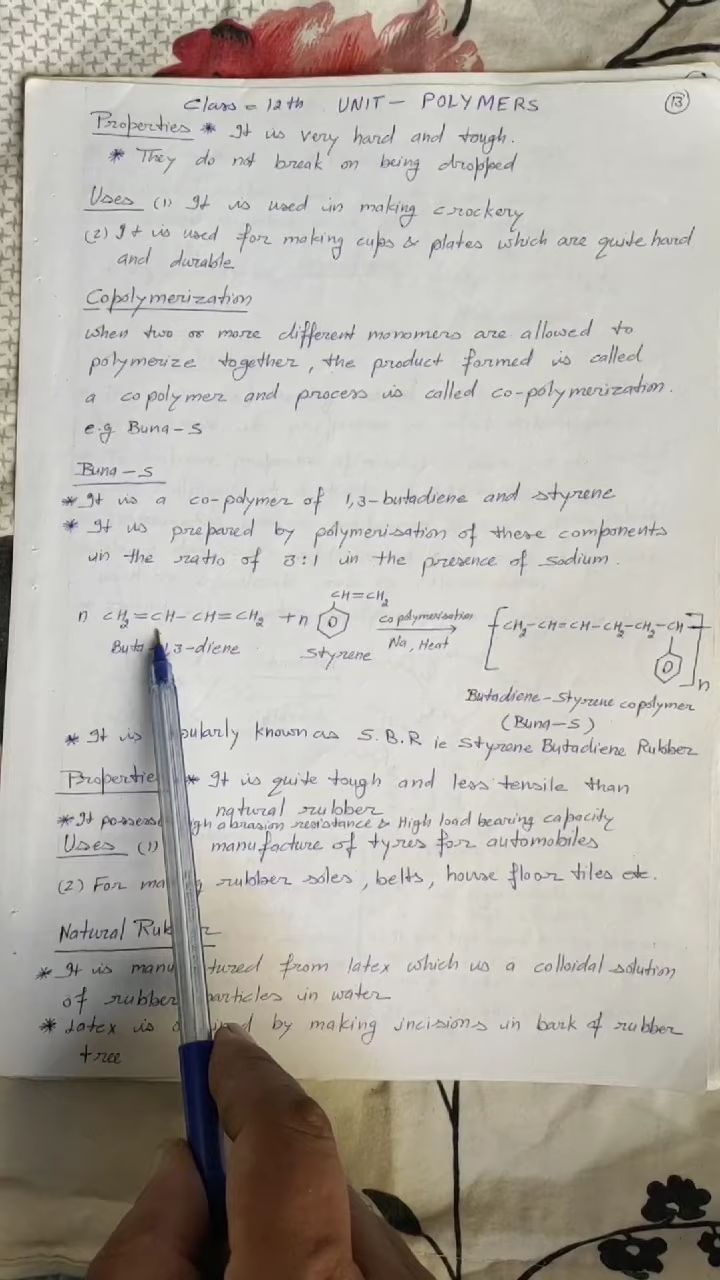 Class = 12th UNIT - POLYMERS
13
Properties * It is very hard and tough.
* They do not break on being dropped
Uses (1) It is used in making crockery
(2) It is used for making cups & plates which are quite hard
and durable
Copolymerization
when two or more different monomers are allowed to
polymerize together, the product formed is called
a copolymer and process is called co-polymerization.
e.g Buna-S
Buna-S
* It is a co-polymer of 1,3-butadiene and styrene
* It is prepared by polymerisation of these components
in the ratio of 3:1 in the presence of sodium.
CH=CH2
n CH2=CH-CH=CH2 + n copolymerisation [CH2-CH=CH-CH2-CH2-CH]n
Na, Heat
Buta 1,3-diene Styrene
Butadiene-Styrene copolymer
(Buna-S)
* It is known as S.B.R ie Styrene Butadiene Rubber
* It is quite tough and less tensile than
natural rubber
* It abrasion resistance & High load bearing capacity
Uses (1) manufacture of tyres for automobiles
(2) For rubber soles, belts, house floor tiles etc.
Natural
* It is from latex which is a colloidal solution
of rubber particles in water
* Latex is by making incisions in bark of rubber
tree